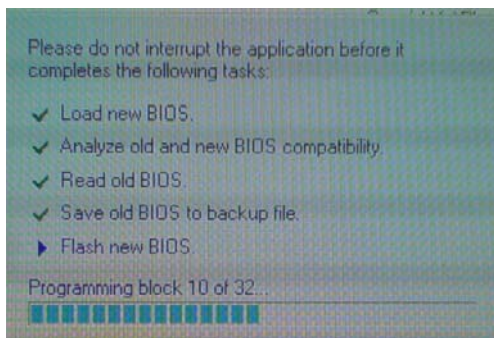 Please do not interrupt the application before it
completes the following tasks:
Load new BIOS.
Analyze old and new BIOS compatibility.
Read old BIOS.
Save old BIOS to backup file.
Flash new BIOS.
Programming block 10 of 32...